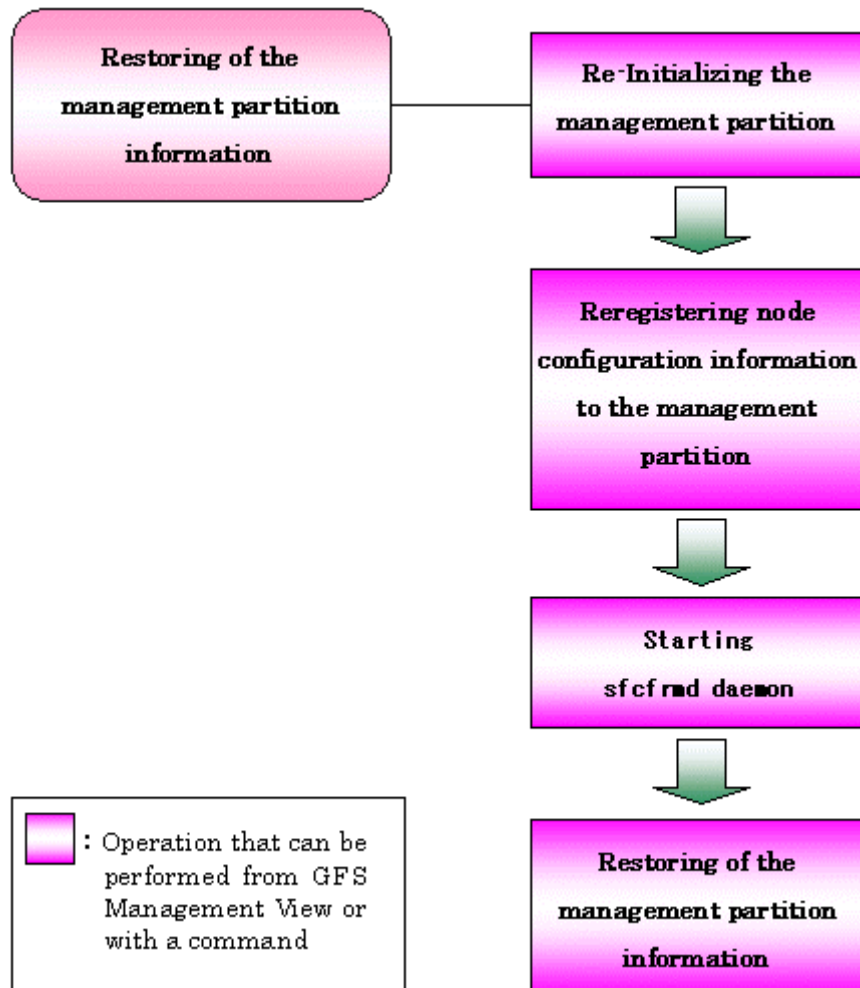 Restoring of the
management partition
information
Re-Initializing the
management partition
Reregistering node
configuration information
to the management
partition
Starting
sfcfrmd daemon
Restoring of the
management partition
information
: Operation that can be
performed from GFS
Management View or
with a command